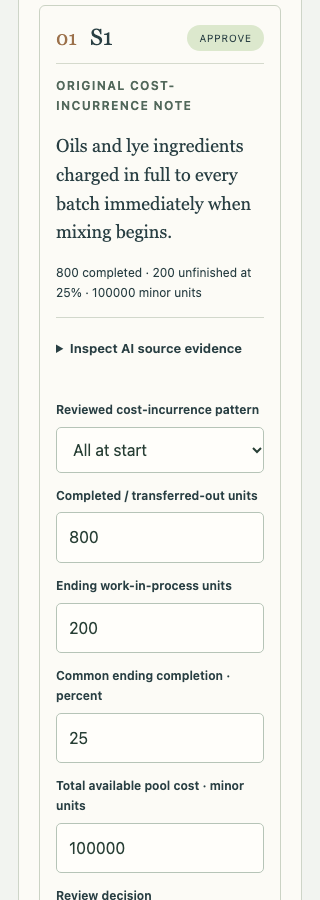 01 S1 APPROVE
ORIGINAL COST-
INCURRENCE NOTE
Oils and lye ingredients
charged in full to every
batch immediately when
mixing begins.
800 completed · 200 unfinished at
25% · 100000 minor units
▶ Inspect AI source evidence
Reviewed cost-incurrence pattern
All at start
Completed / transferred-out units
800
Ending work-in-process units
200
Common ending completion ·
percent
25
Total available pool cost · minor
units
100000
Review decision